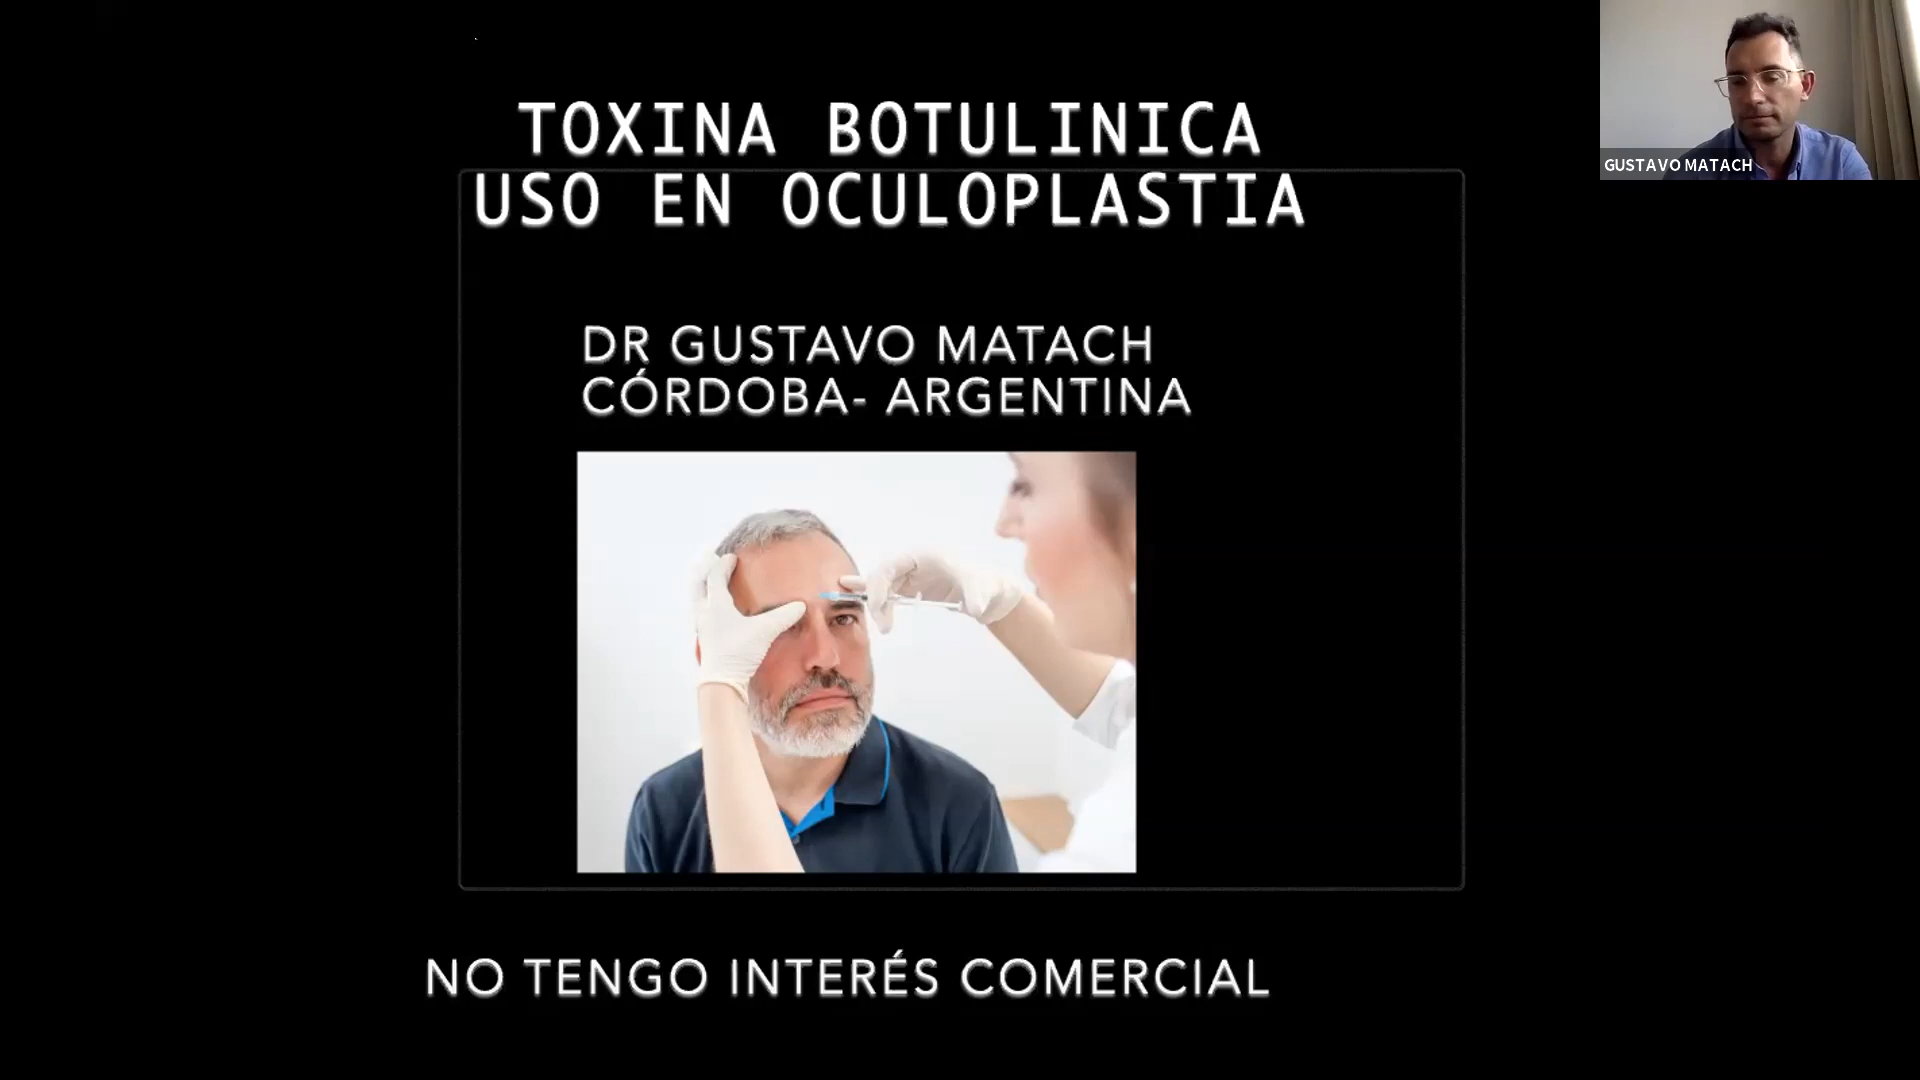 TOXINA BOTULINICA
USO EN OCULOPLASTIA
DR GUSTAVO MATACH
CÓRDOBA- ARGENTINA
NO TENGO INTERÉS COMERCIAL
GUSTAVO MATACH